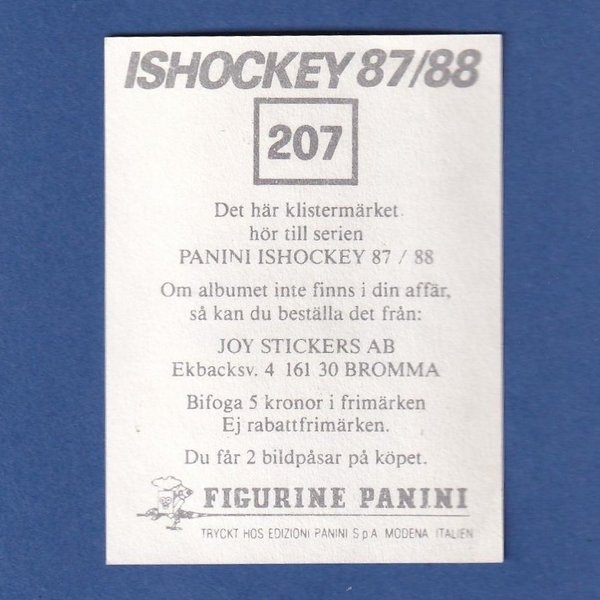 ISHOCKEY 87/88
207
Det här klistermärket
hör till serien
PANINI ISHOCKEY 87 / 88
Om albumet inte finns i din affär,
så kan du beställa det från:
JOY STICKERS AB
Ekbacksv. 4 161 30 BROMMA
Bifoga 5 kronor i frimärken
Ej rabattfrimärken.
Du får 2 bildpåsar på köpet.
FIGURINE PANINI
TRYCKT HOS EDIZIONI PANINI S p A MODENA ITALIEN